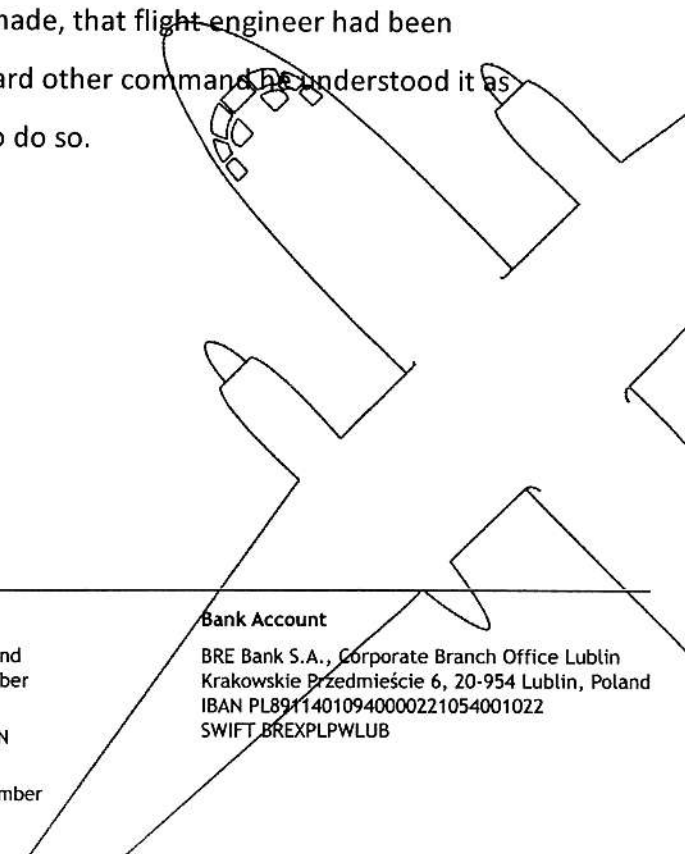 nade, that flight engineer had been
ard other command he understood it as
o do so.
Bank Account
nd
ber
N
mber
BRE Bank S.A., Corporate Branch Office Lublin
Krakowskie Przedmieście 6, 20-954 Lublin, Poland
IBAN PL89114010940000221054001022
SWIFT BREXPLPWLUB